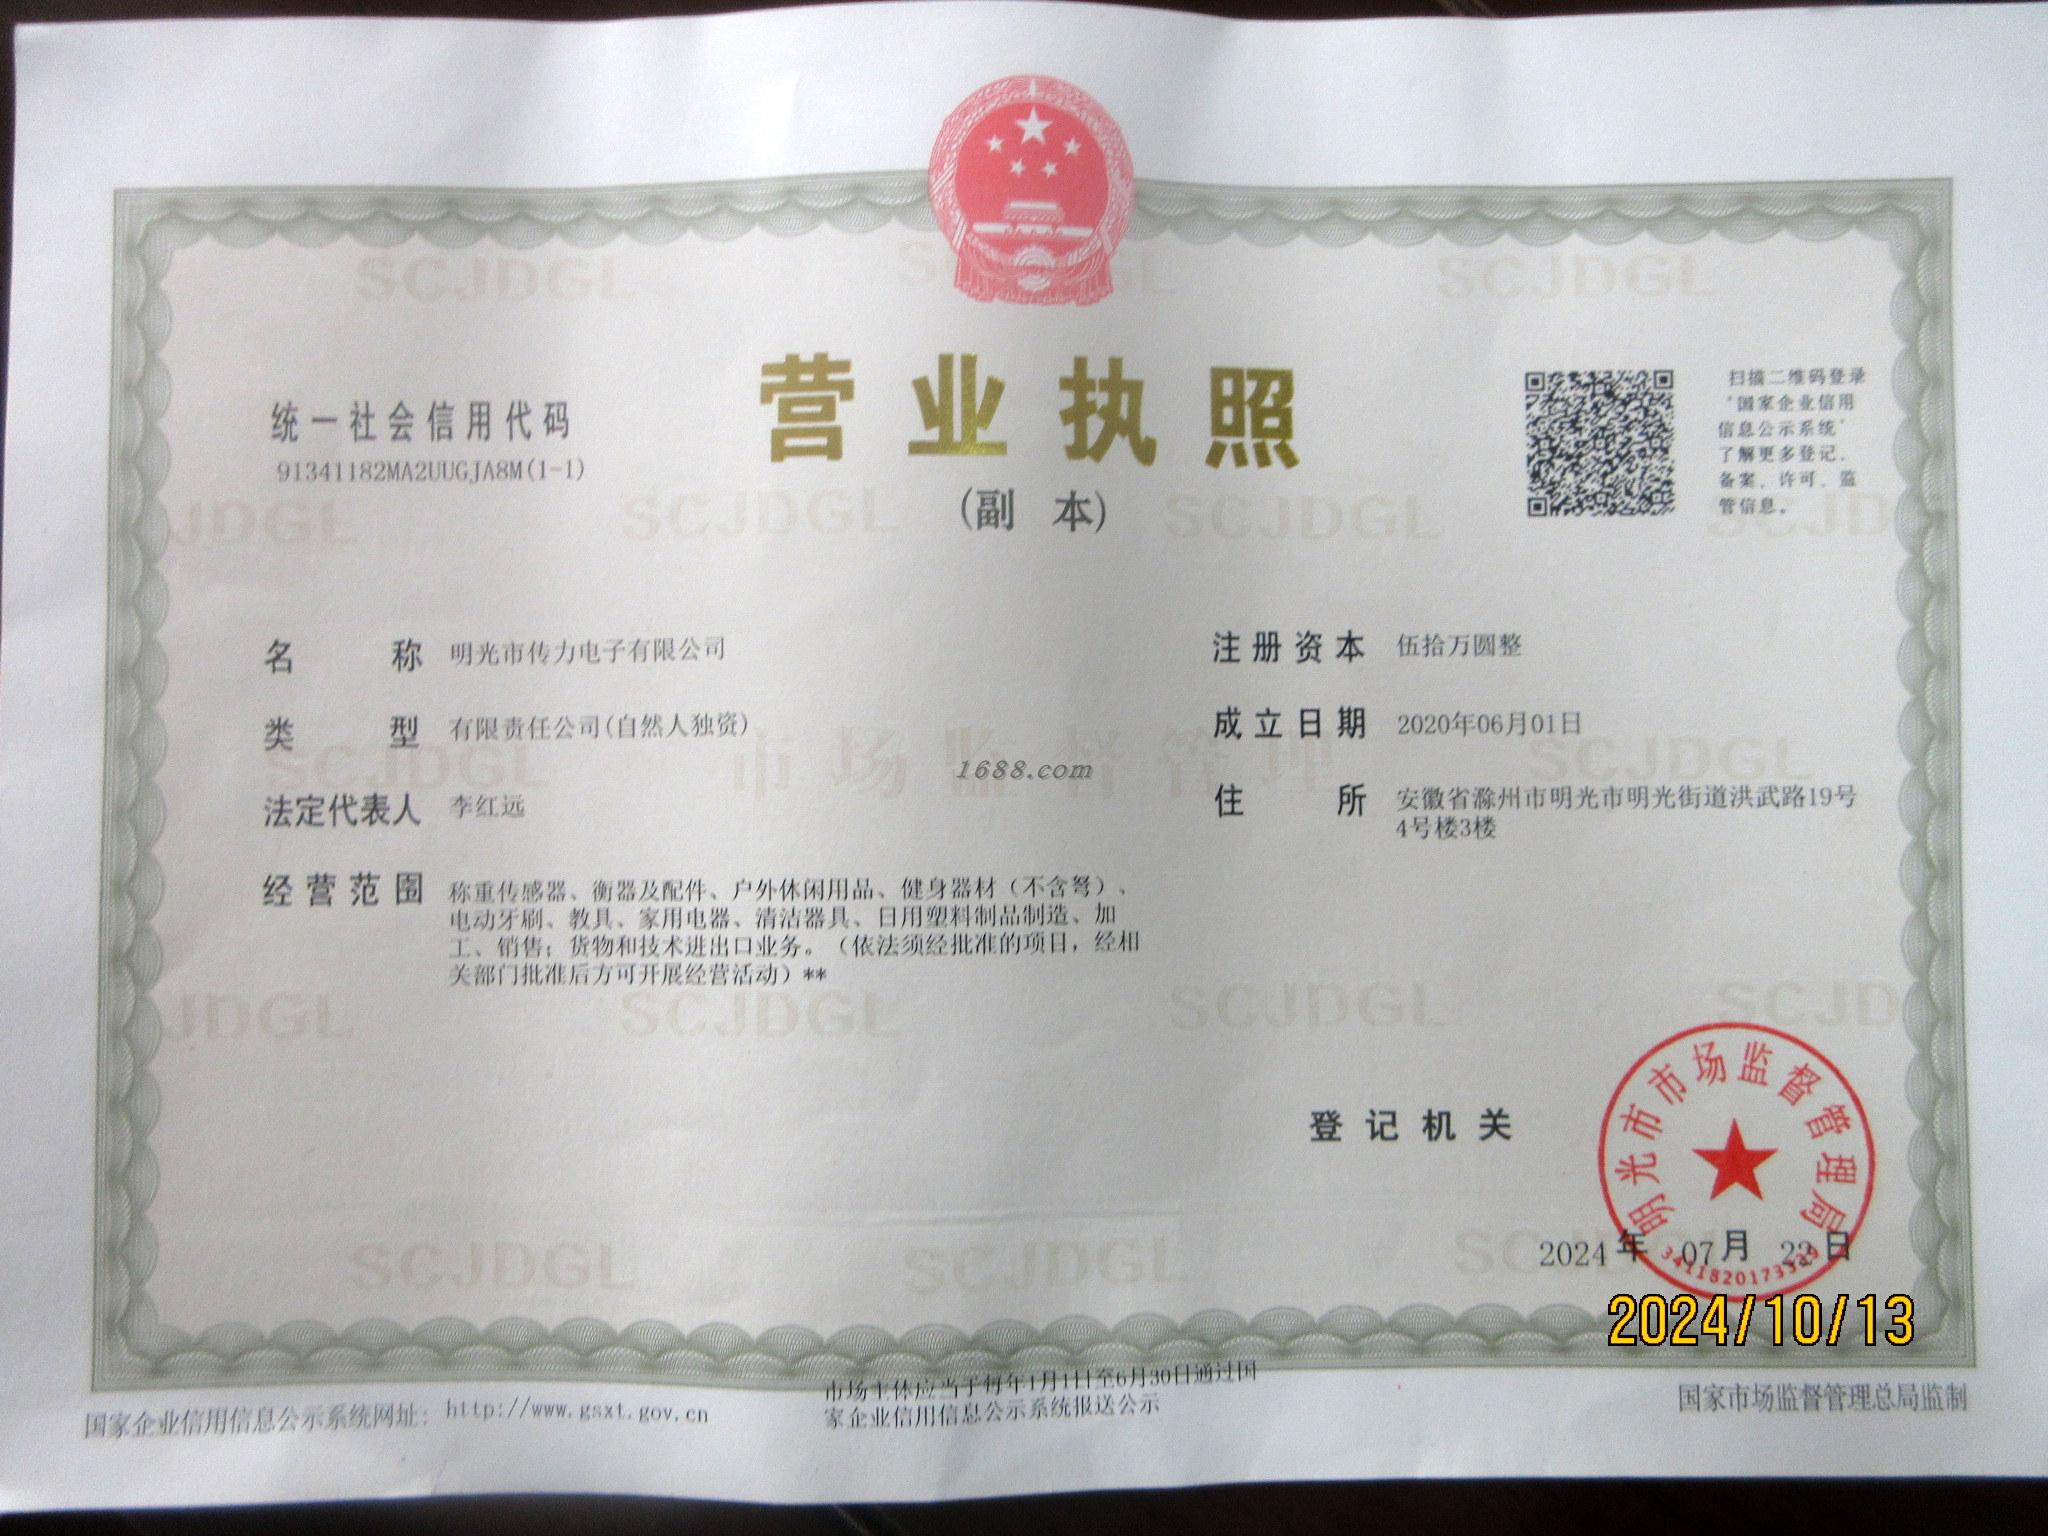 营业执照
(副 本)
统一社会信用代码
91341182MA2UUGJA8M(1-1)
扫描二维码登录
“国家企业信用
信息公示系统”
了解更多登记、
备案、许可、监
管信息。
名 称 明光市传力电子有限公司
类 型 有限责任公司(自然人独资)
法定代表人 李红远
经营范围 称重传感器、衡器及配件、户外休闲用品、健身器材（不含弩）、
电动牙刷、教具、家用电器、清洁器具、日用塑料制品制造、加
工、销售；货物和技术进出口业务。（依法须经批准的项目，经相
关部门批准后方可开展经营活动）**
注册资本 伍拾万圆整
成立日期 2020年06月01日
住 所 安徽省滁州市明光市明光街道洪武路19号
4号楼3楼
市场监督管理
SCJDGL
1688.com
登记机关
明光市市场监督管理局
2024 年 07 月 22 日
2024/10/13
国家企业信用信息公示系统网址：http://www.gsxt.gov.cn
市场主体应当于每年1月1日至6月30日通过国
家企业信用信息公示系统报送公示
国家市场监督管理总局监制